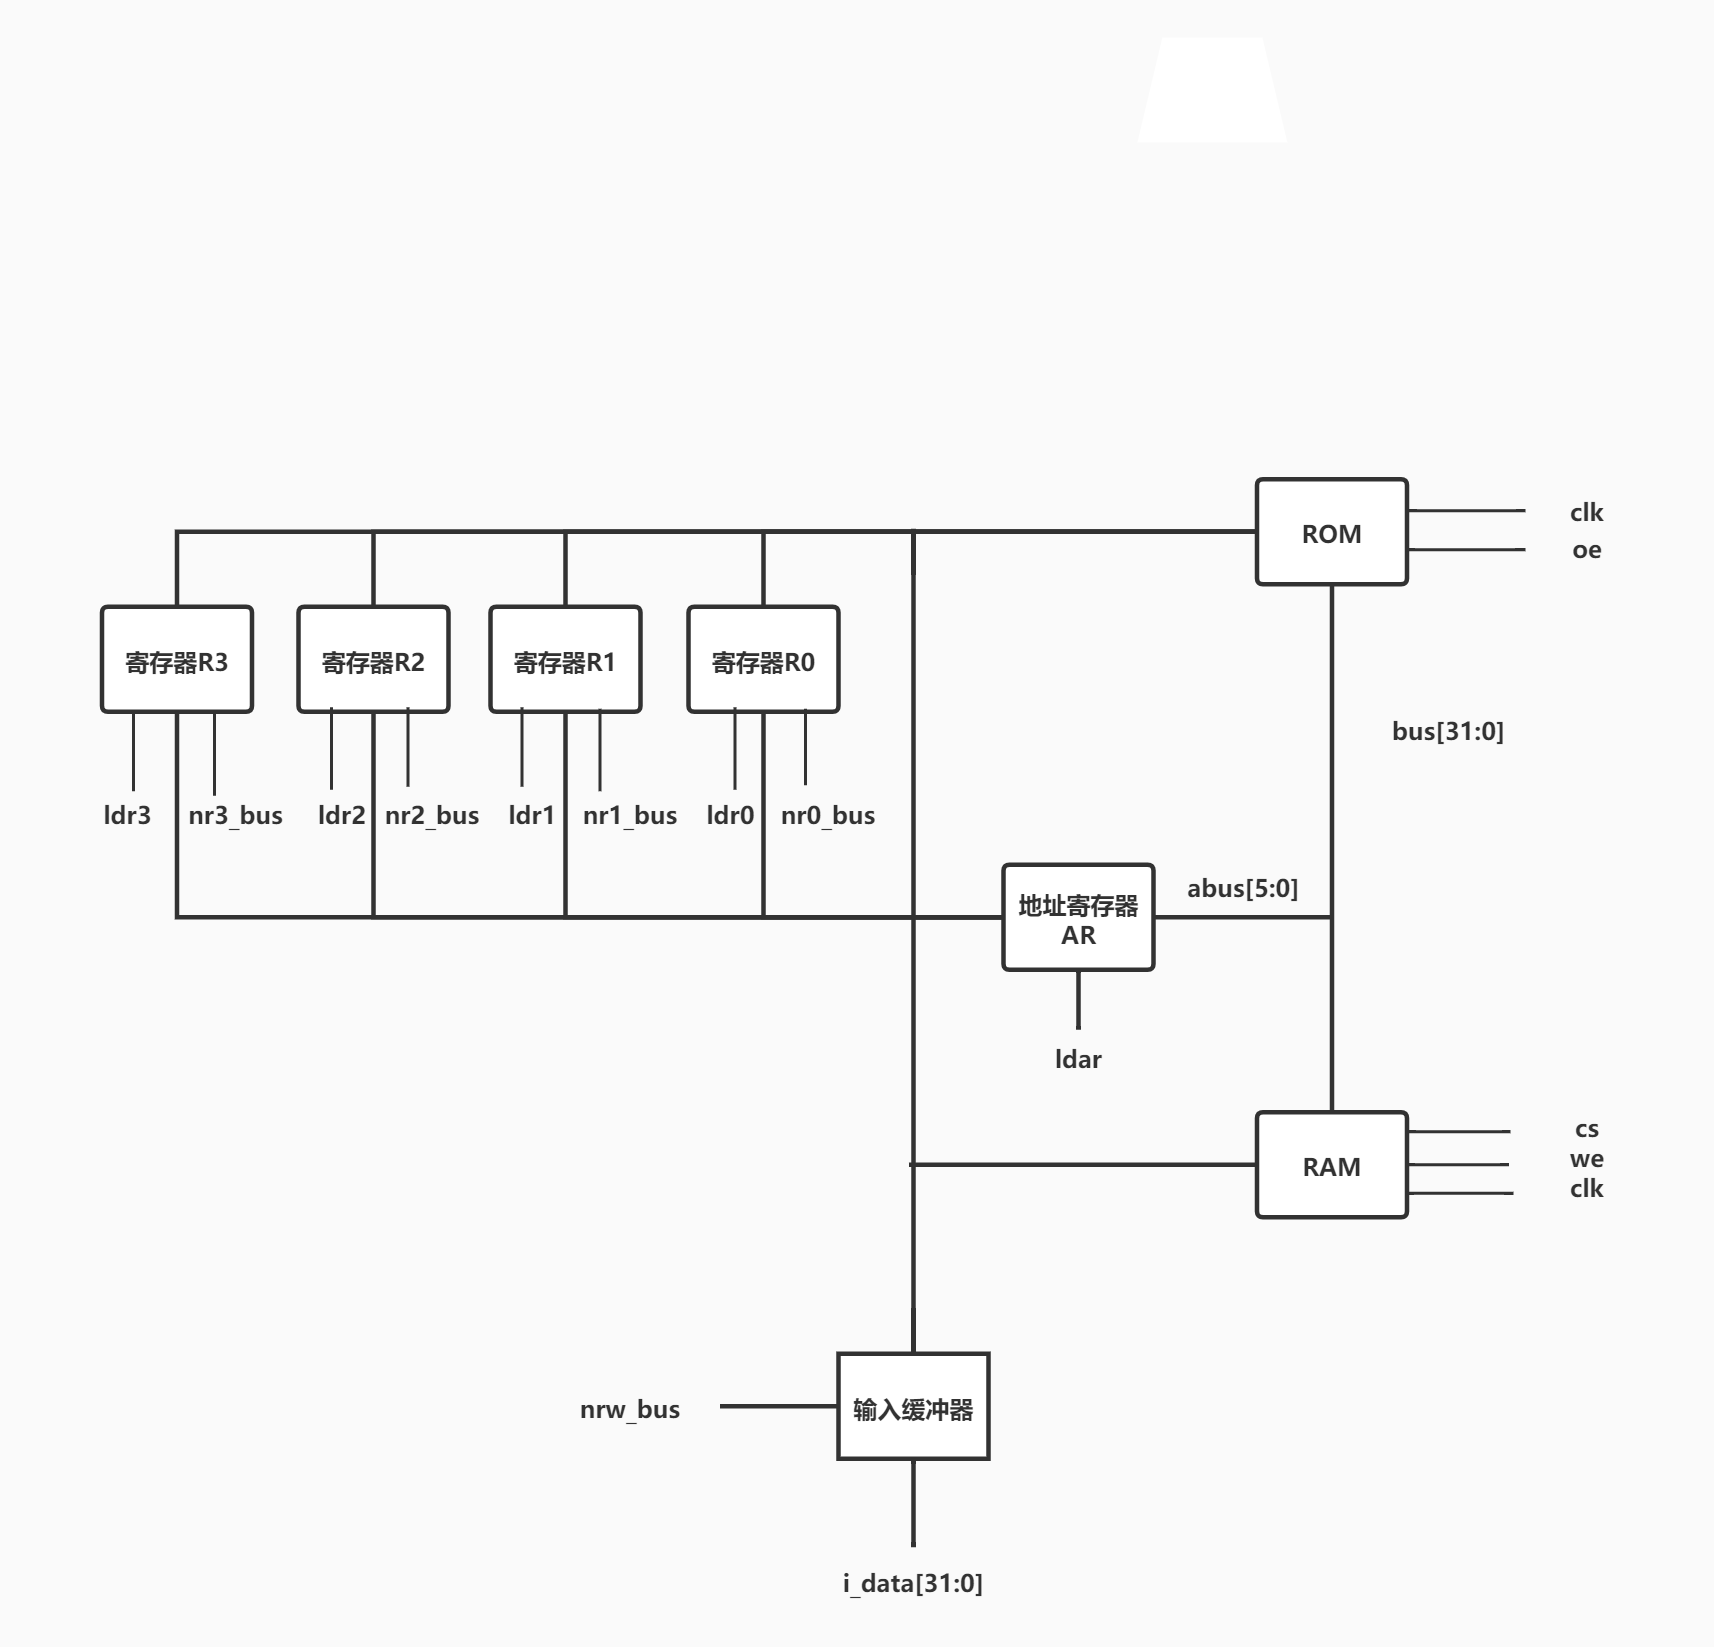 clk
ROM
oe
寄存器R3
寄存器R2
寄存器R1
寄存器R0
bus[31:0]
ldr3
nr3_bus
ldr2
nr2_bus
ldr1
nr1_bus
ldr0
nr0_bus
abus[5:0]
地址寄存器
AR
ldar
cs
we
clk
RAM
nrw_bus
输入缓冲器
i_data[31:0]